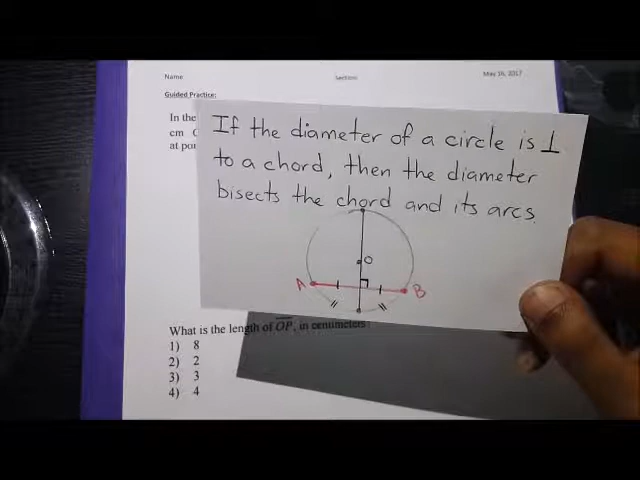 Name Section May 16, 2017
Guided Practice:
In the
cm
at
If the diameter of a circle is ⊥
to a chord, then the diameter
bisects the chord and its arcs.
O
A B
What is the length of OP, in centimeters?
1) 8
2) 2
3) 3
4) 4